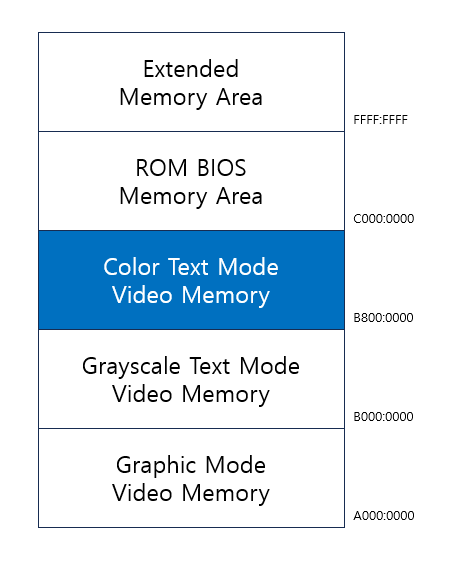 Extended
Memory Area
FFFF:FFFF
ROM BIOS
Memory Area
C000:0000
Color Text Mode
Video Memory
B800:0000
Grayscale Text Mode
Video Memory
B000:0000
Graphic Mode
Video Memory
A000:0000